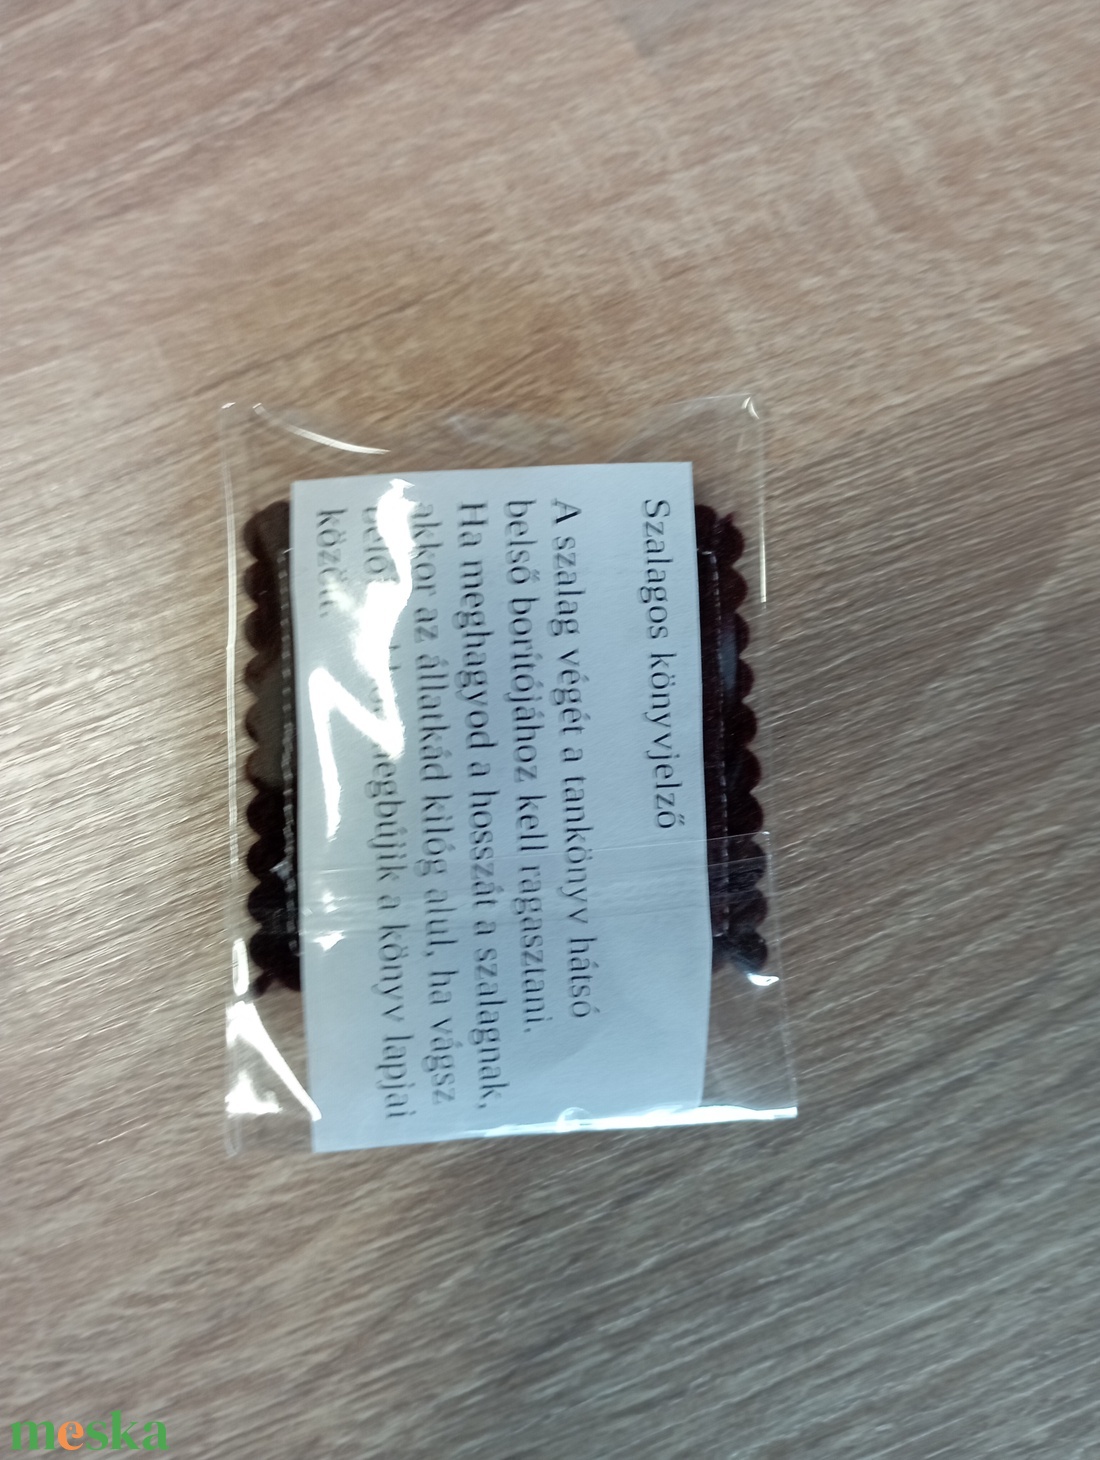 Szalagos könyvjelző
A szalag végét a tankönyv hátsó
belső borítójához kell ragasztani.
Ha meghagyod a hosszát a szalagnak,
akkor az állatkád kilóg alul, ha vágsz
megbújik a könyv lapjai
között.
meska